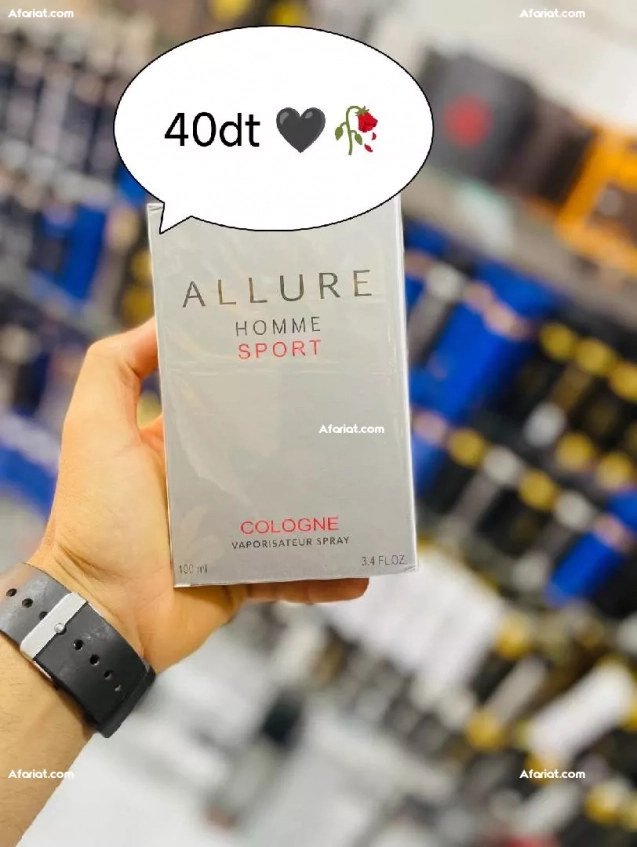 Afariat.com
Afariat.com
40dt 🖤🥀
ALLURE
HOMME
SPORT
Afariat.com
COLOGNE
VAPORISATEUR SPRAY
100 ml
3.4 FL.OZ.
Afariat.com
Afariat.com